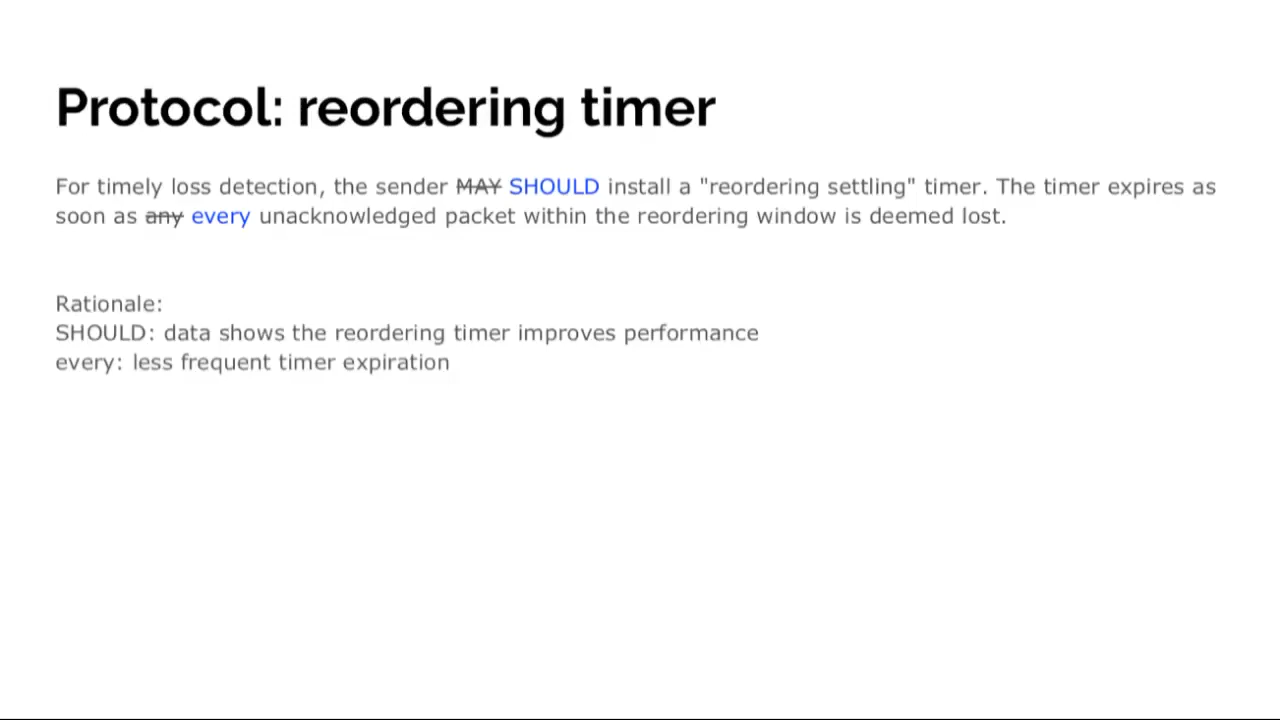 Protocol: reordering timer
For timely loss detection, the sender MAY SHOULD install a "reordering settling" timer. The timer expires as
soon as any every unacknowledged packet within the reordering window is deemed lost.
Rationale:
SHOULD: data shows the reordering timer improves performance
every: less frequent timer expiration